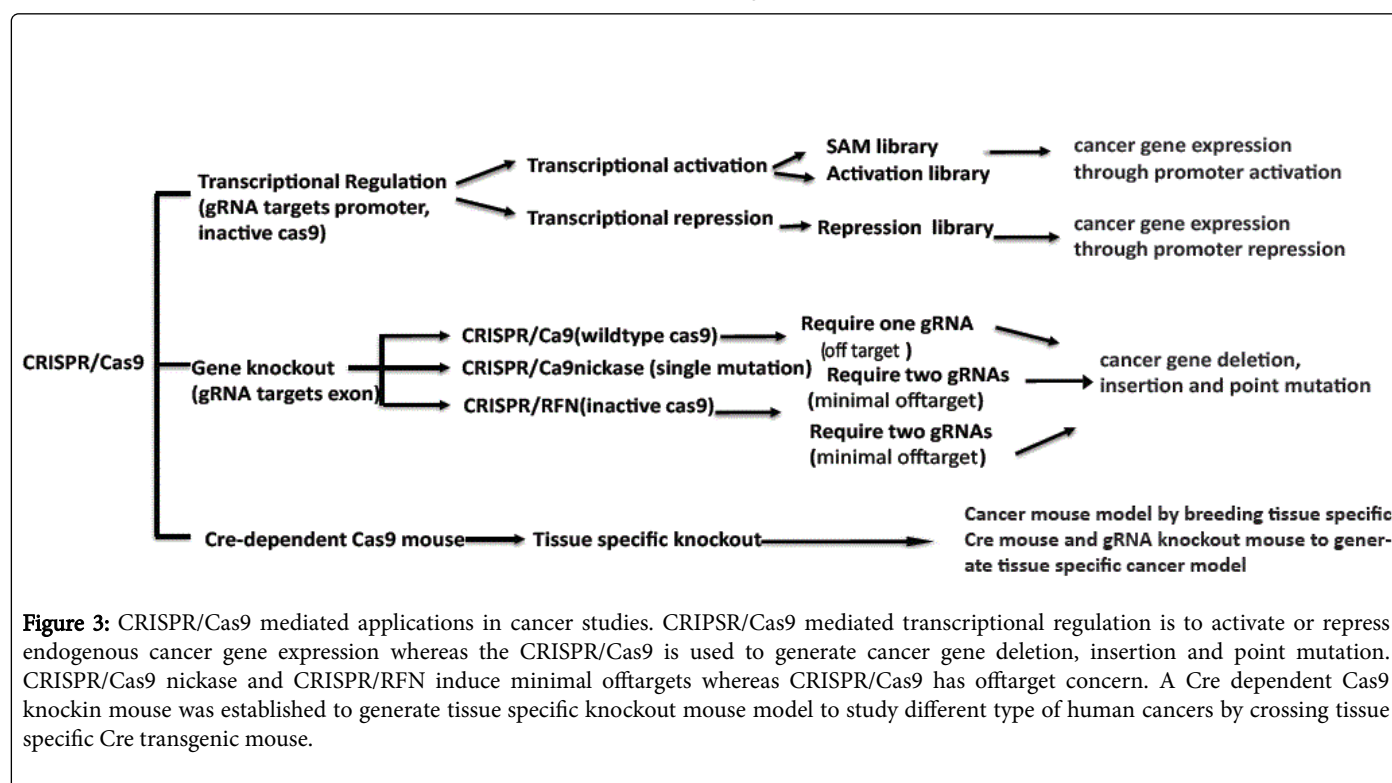 SAM library
Activation library
cancer gene expression
through promoter activation
Transcriptional activation
Transcriptional Regulation
(gRNA targets promoter,
inactive cas9)
Transcriptional repression
Repression library
cancer gene expression
through promoter repression
CRISPR/Cas9
Gene knockout
(gRNA targets exon)
CRISPR/Ca9(wildtype cas9)
CRISPR/Ca9nickase (single mutation)
CRISPR/RFN(inactive cas9)
Require one gRNA
(off target )
Require two gRNAs
(minimal offtarget)
Require two gRNAs
(minimal offtarget)
cancer gene deletion,
insertion and point mutation
Cre-dependent Cas9 mouse
Tissue specific knockout
Cancer mouse model by breeding tissue specific
Cre mouse and gRNA knockout mouse to gener-
ate tissue specific cancer model
Figure 3: CRISPR/Cas9 mediated applications in cancer studies. CRIPSR/Cas9 mediated transcriptional regulation is to activate or repress
endogenous cancer gene expression whereas the CRISPR/Cas9 is used to generate cancer gene deletion, insertion and point mutation.
CRISPR/Cas9 nickase and CRISPR/RFN induce minimal offtargets whereas CRISPR/Cas9 has offtarget concern. A Cre dependent Cas9
knockin mouse was established to generate tissue specific knockout mouse model to study different type of human cancers by crossing tissue
specific Cre transgenic mouse.